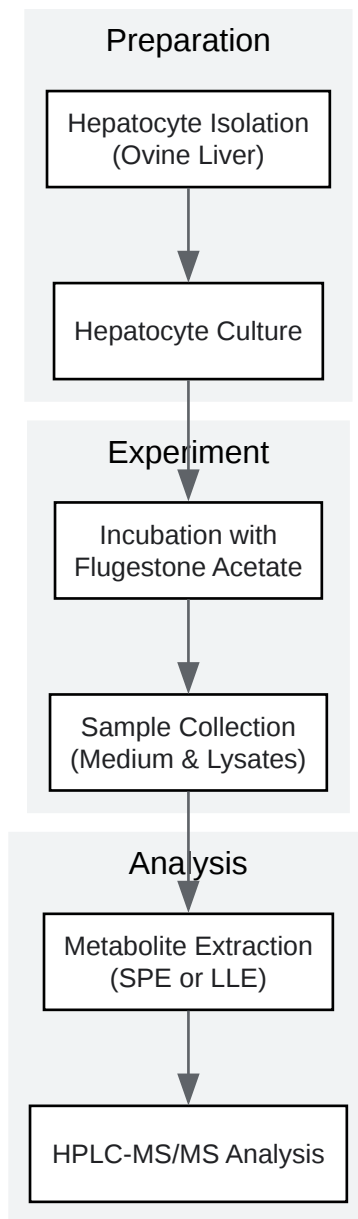 Preparation
Hepatocyte Isolation
(Ovine Liver)
Hepatocyte Culture
Experiment
Incubation with
Flugestone Acetate
Sample Collection
(Medium & Lysates)
Analysis
Metabolite Extraction
(SPE or LLE)
HPLC-MS/MS Analysis